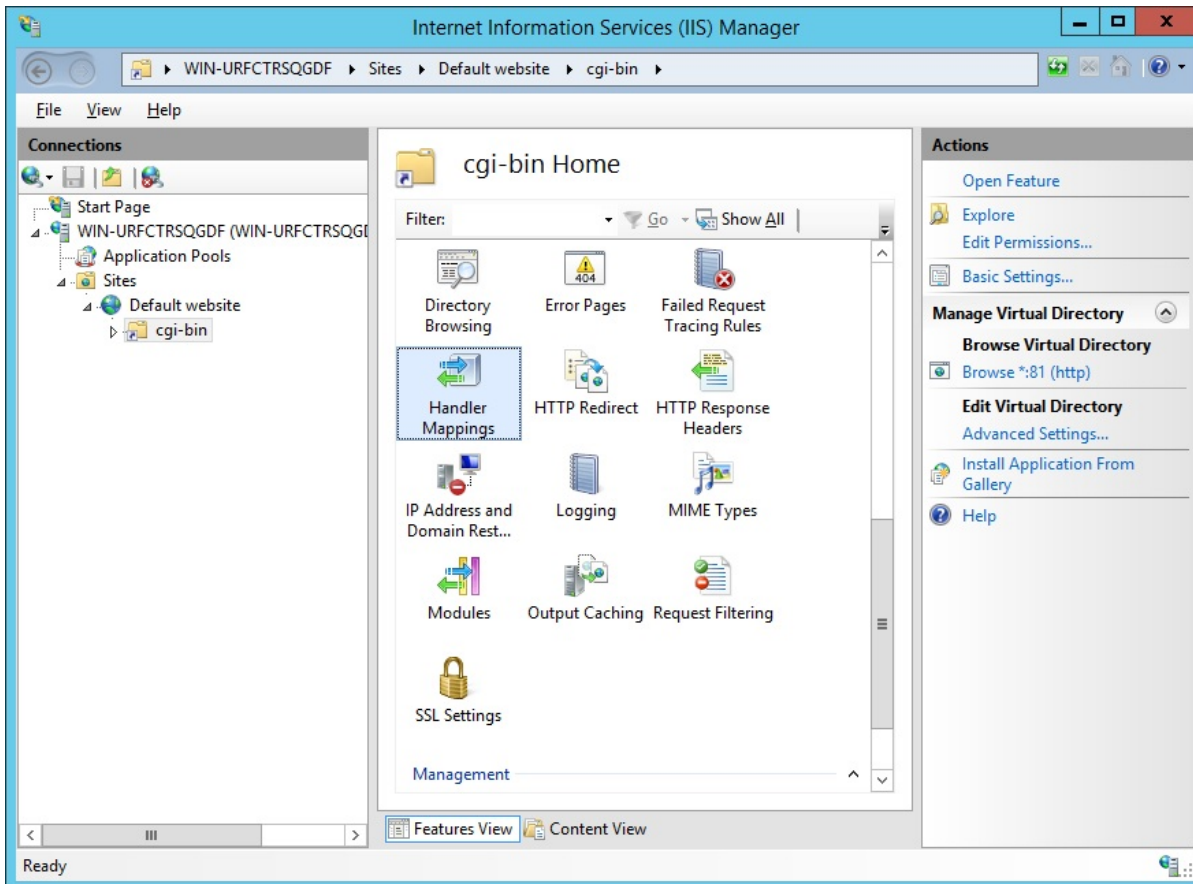 Internet Information Services (IIS) Manager
WIN-URFCTRSQGDF Sites Default website cgi-bin
File View Help
Connections
Start Page
WIN-URFCTRSQGDF (WIN-URFCTRSQGD
Application Pools
Sites
Default website
cgi-bin
cgi-bin Home
Filter: Go Show All
Directory
Browsing
Error Pages
404
Failed Request
Tracing Rules
Handler
Mappings
HTTP Redirect
HTTP Response
Headers
IP Address and
Domain Rest...
Logging
MIME Types
Modules
Output Caching
Request Filtering
SSL Settings
Management
Features View Content View
Actions
Open Feature
Explore
Edit Permissions...
Basic Settings...
Manage Virtual Directory
Browse Virtual Directory
Browse *:81 (http)
Edit Virtual Directory
Advanced Settings...
Install Application From
Gallery
Help
Ready